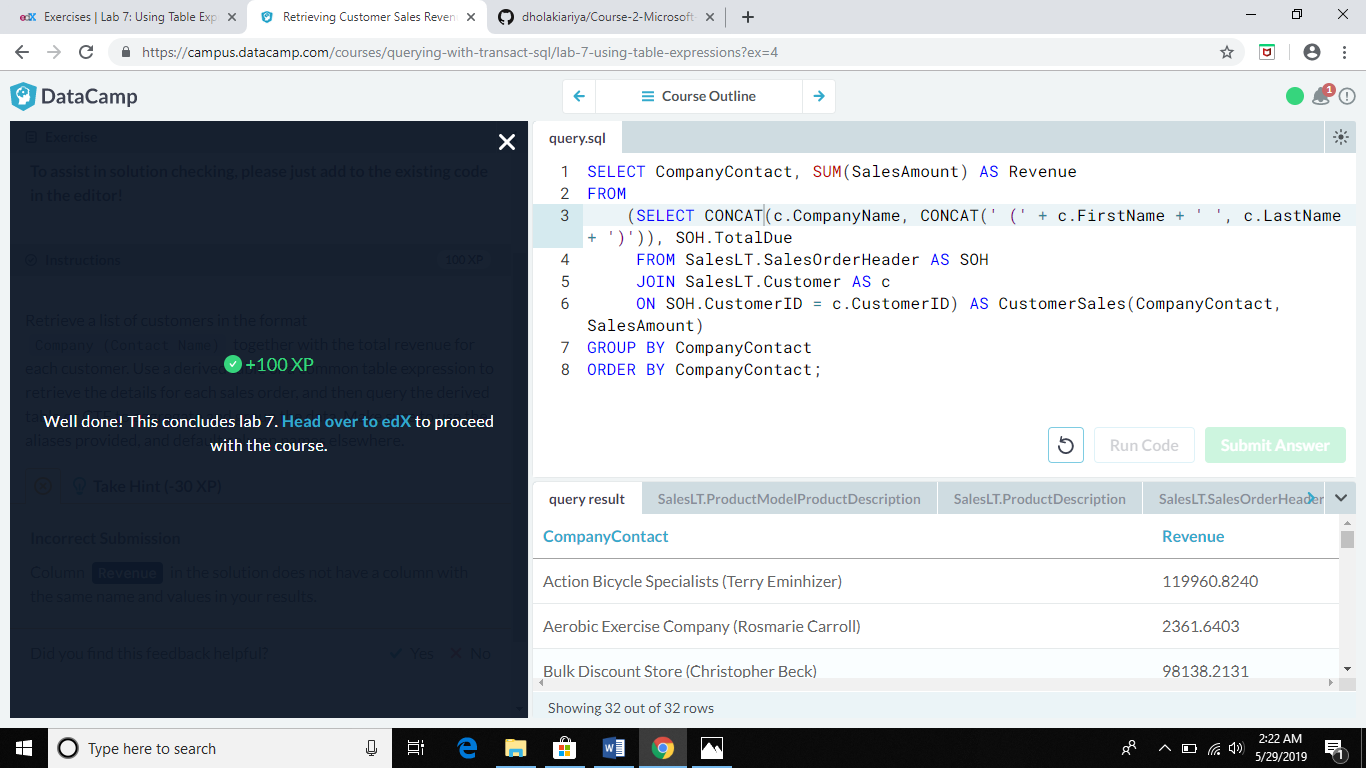 edX Exercises | Lab 7: Using Table Exp
Retrieving Customer Sales Reven
dholakiariya/Course-2-Microsoft-
https://campus.datacamp.com/courses/querying-with-transact-sql/lab-7-using-table-expressions?ex=4
DataCamp
Course Outline
1
Exercise
To assist in solution checking, please just add to the existing code
in the editor!
Instructions
100 XP
Retrieve a list of customers in the format
Company (Contact Name) together with the total revenue for
each customer. Use a derived
common table expression to
retrieve the details for each sales order, and then query the derived
aliases provided, and
elsewhere.
+100 XP
Well done! This concludes lab 7. Head over to edX to proceed
with the course.
Take Hint (-30 XP)
Incorrect Submission
Column Revenue in the solution does not have a column with
the same name and values in your results.
Did you find this feedback helpful?
Yes
No
query.sql
1 SELECT CompanyContact, SUM(SalesAmount) AS Revenue
2 FROM
3 (SELECT CONCAT(c.CompanyName, CONCAT(' (' + c.FirstName + ' ', c.LastName
+ ')')), SOH.TotalDue
4 FROM SalesLT.SalesOrderHeader AS SOH
5 JOIN SalesLT.Customer AS c
6 ON SOH.CustomerID = c.CustomerID) AS CustomerSales(CompanyContact,
SalesAmount)
7 GROUP BY CompanyContact
8 ORDER BY CompanyContact;
Run Code
Submit Answer
query result
SalesLT.ProductModelProductDescription
SalesLT.ProductDescription
SalesLT.SalesOrderHeader
CompanyContact Revenue
Action Bicycle Specialists (Terry Eminhizer) 119960.8240
Aerobic Exercise Company (Rosmarie Carroll) 2361.6403
Bulk Discount Store (Christopher Beck) 98138.2131
Showing 32 out of 32 rows
Type here to search
2:22 AM
5/29/2019
1